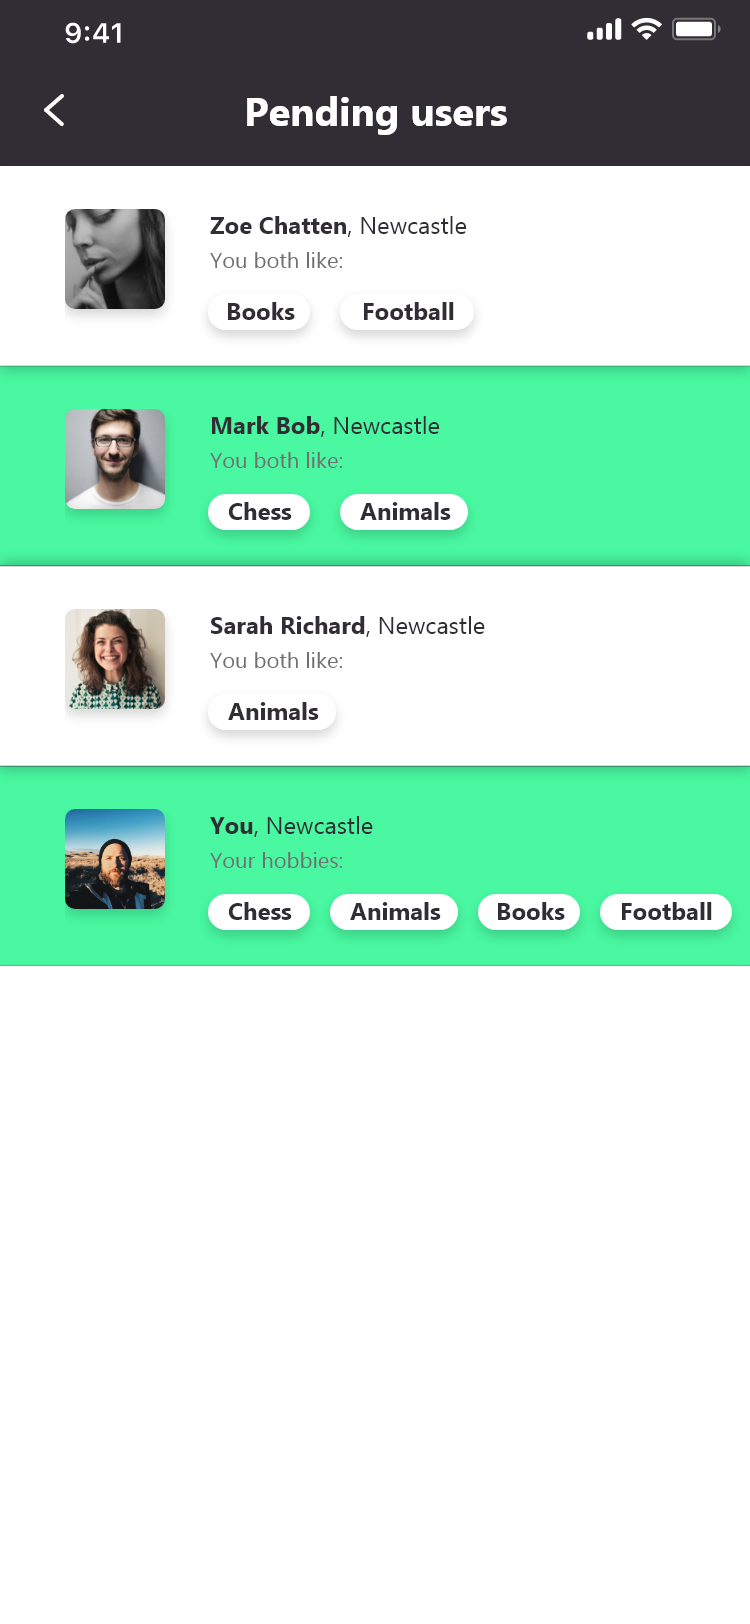 9:41
Pending users
Zoe Chatten, Newcastle
You both like:
Books Football
Mark Bob, Newcastle
You both like:
Chess Animals
Sarah Richard, Newcastle
You both like:
Animals
You, Newcastle
Your hobbies:
Chess Animals Books Football